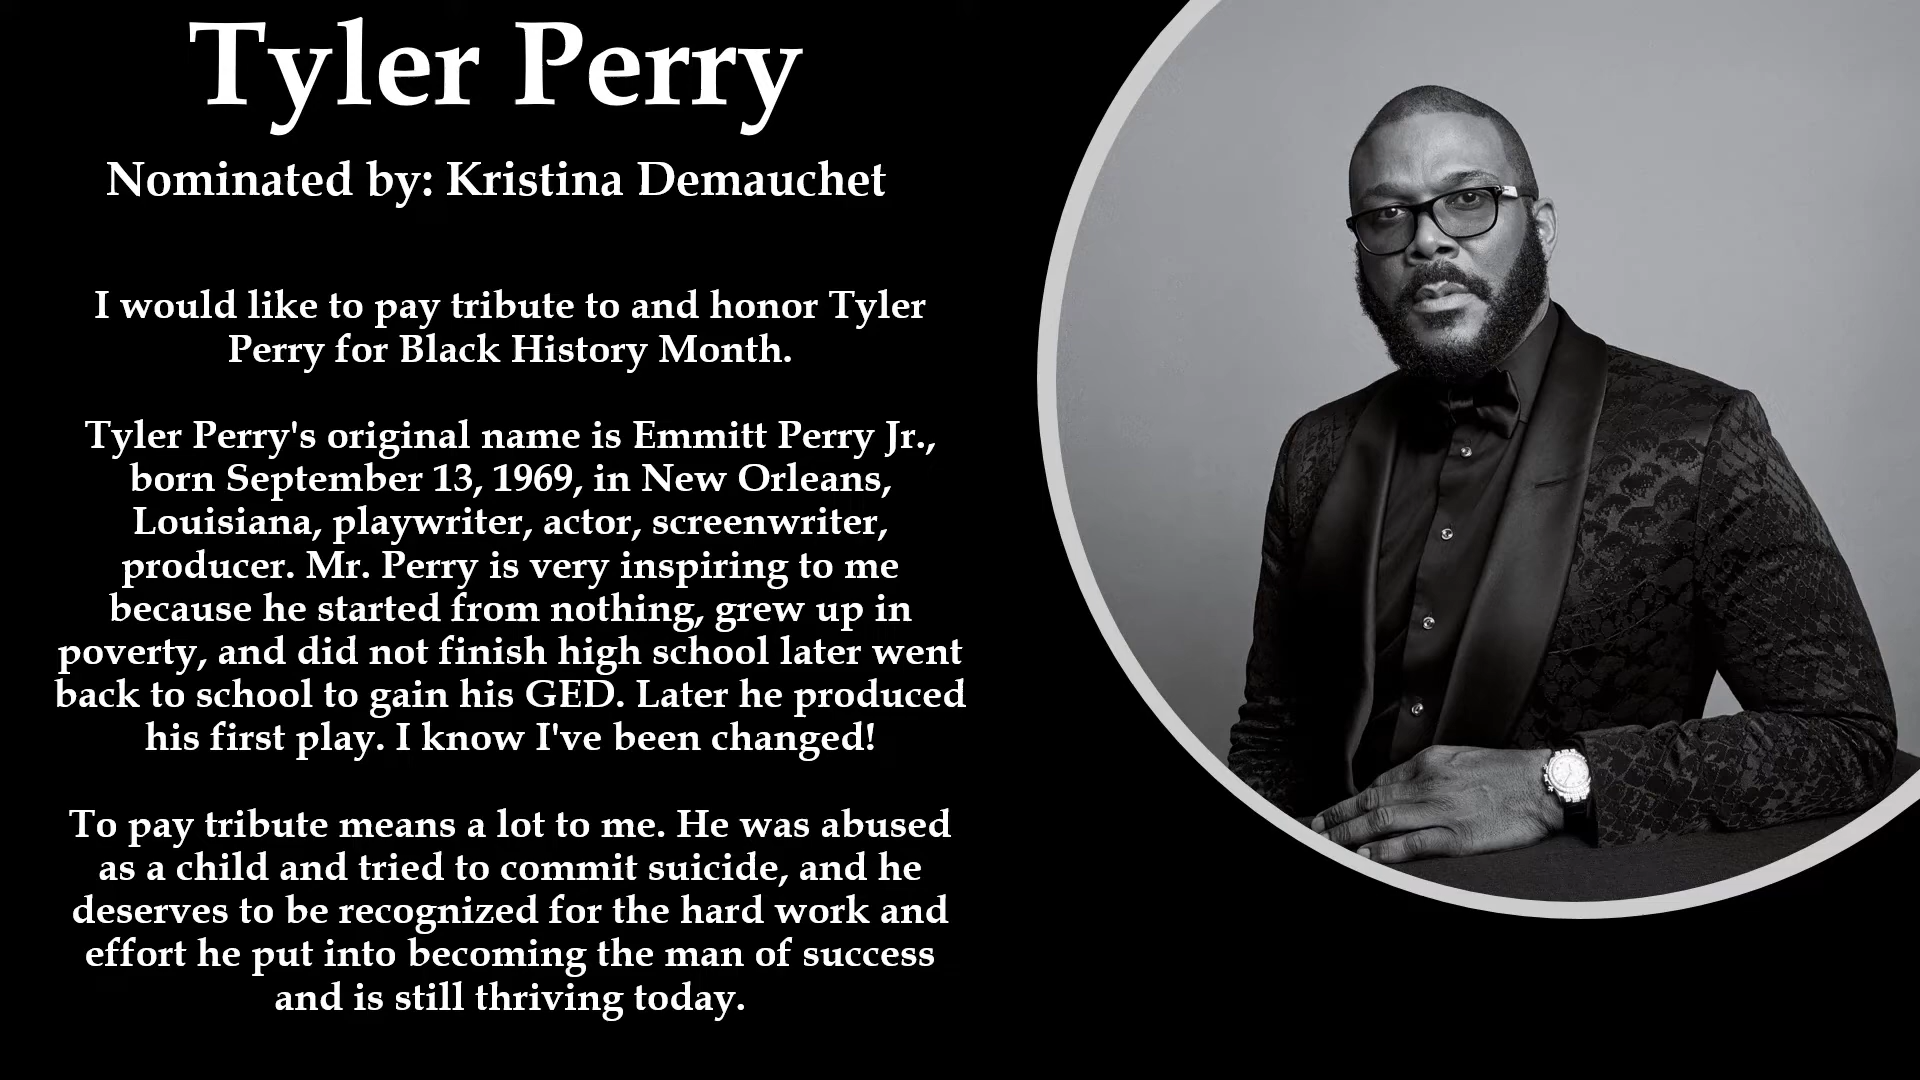 Tyler Perry
Nominated by: Kristina Demauchet
I would like to pay tribute to and honor Tyler
Perry for Black History Month.
Tyler Perry's original name is Emmitt Perry Jr.,
born September 13, 1969, in New Orleans,
Louisiana, playwriter, actor, screenwriter,
producer. Mr. Perry is very inspiring to me
because he started from nothing, grew up in
poverty, and did not finish high school later went
back to school to gain his GED. Later he produced
his first play. I know I've been changed!
To pay tribute means a lot to me. He was abused
as a child and tried to commit suicide, and he
deserves to be recognized for the hard work and
effort he put into becoming the man of success
and is still thriving today.